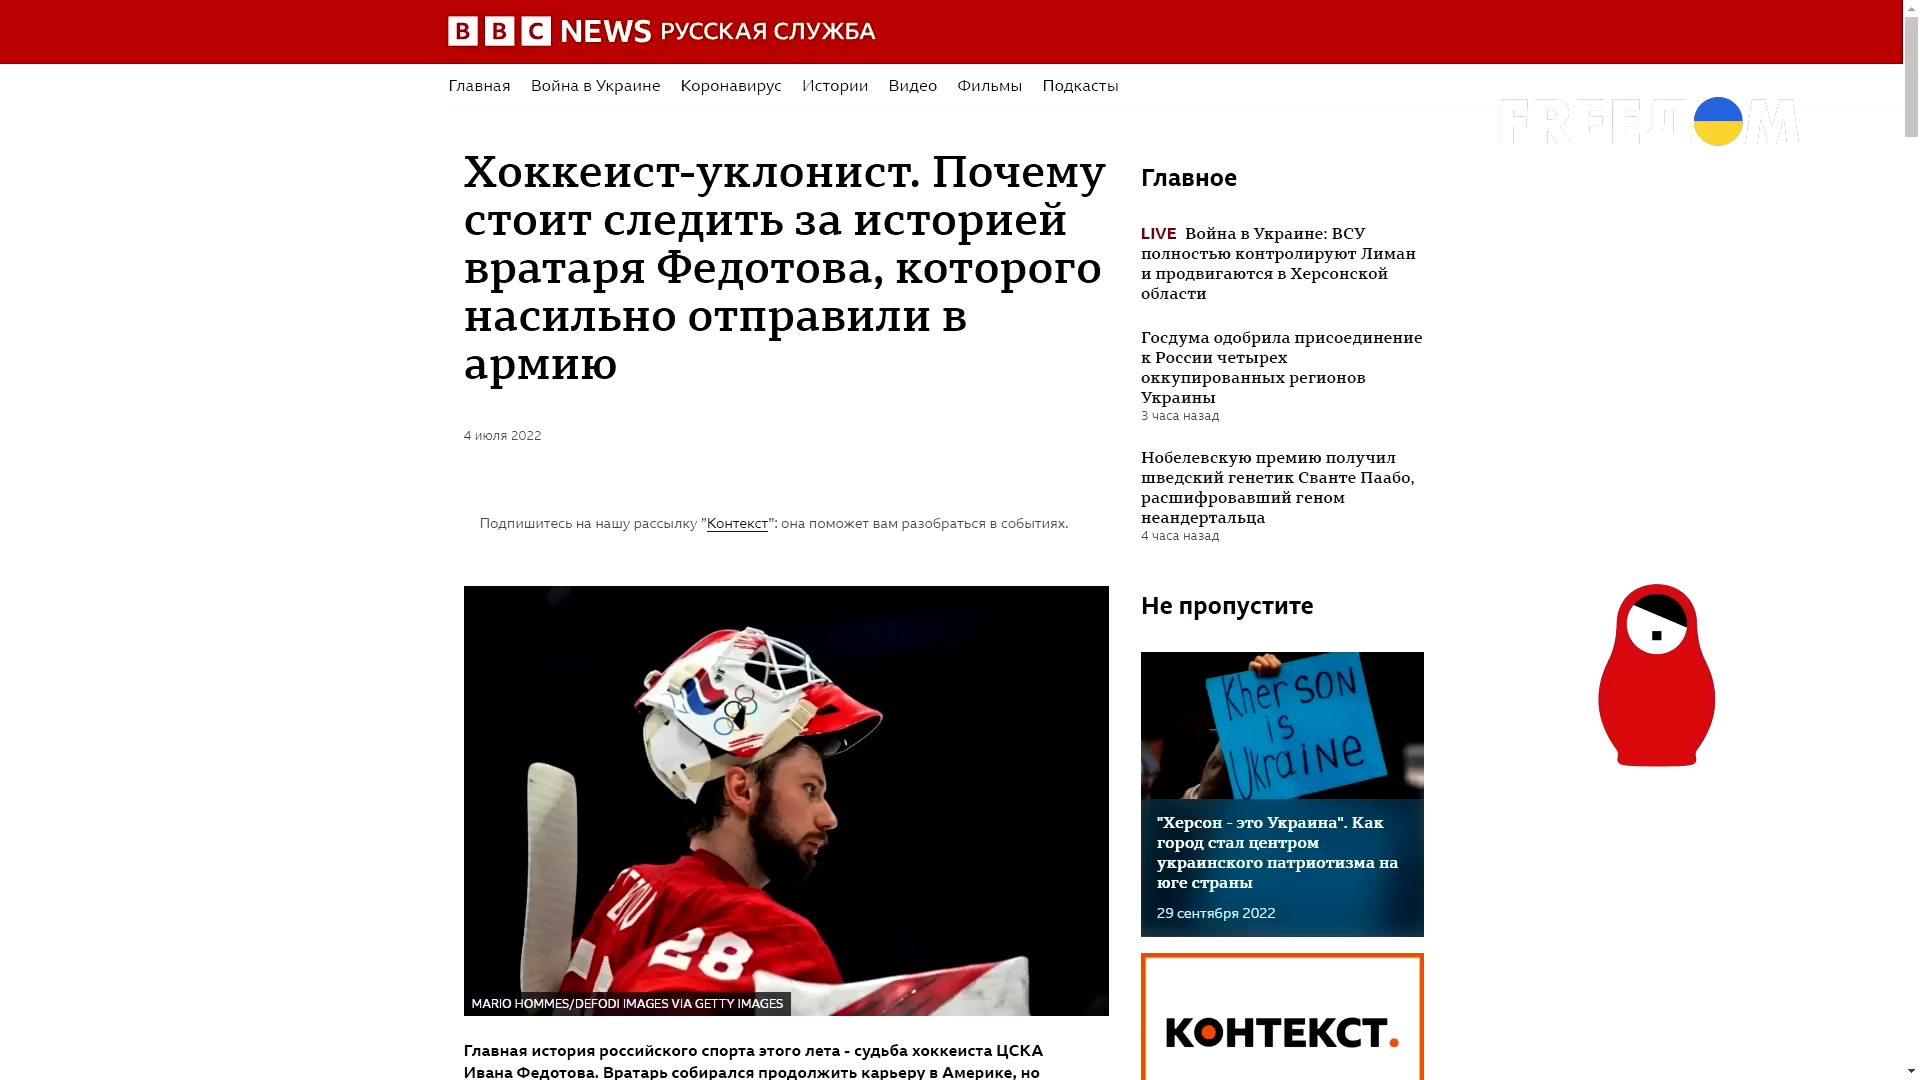 BBC NEWS РУССКАЯ СЛУЖБА
Главная Война в Украине Коронавирус Истории Видео Фильмы Подкасты
FREEДОМ
Хоккеист-уклонист. Почему
стоит следить за историей
вратаря Федотова, которого
насильно отправили в
армию
4 июля 2022
Подпишитесь на нашу рассылку "Контекст": она поможет вам разобраться в событиях.
28
MARIO HOMMES/DEFODI IMAGES VIA GETTY IMAGES
Главная история российского спорта этого лета - судьба хоккеиста ЦСКА
Ивана Федотова. Вратарь собирался продолжить карьеру в Америке, но
Главное
LIVE Война в Украине: ВСУ
полностью контролируют Лиман
и продвигаются в Херсонской
области
Госдума одобрила присоединение
к России четырех
оккупированных регионов
Украины
3 часа назад
Нобелевскую премию получил
шведский генетик Сванте Паабо,
расшифровавший геном
неандертальца
4 часа назад
Не пропустите
Kherson
is
Ukraine
"Херсон - это Украина". Как
город стал центром
украинского патриотизма на
юге страны
29 сентября 2022
КОНТЕКСТ.